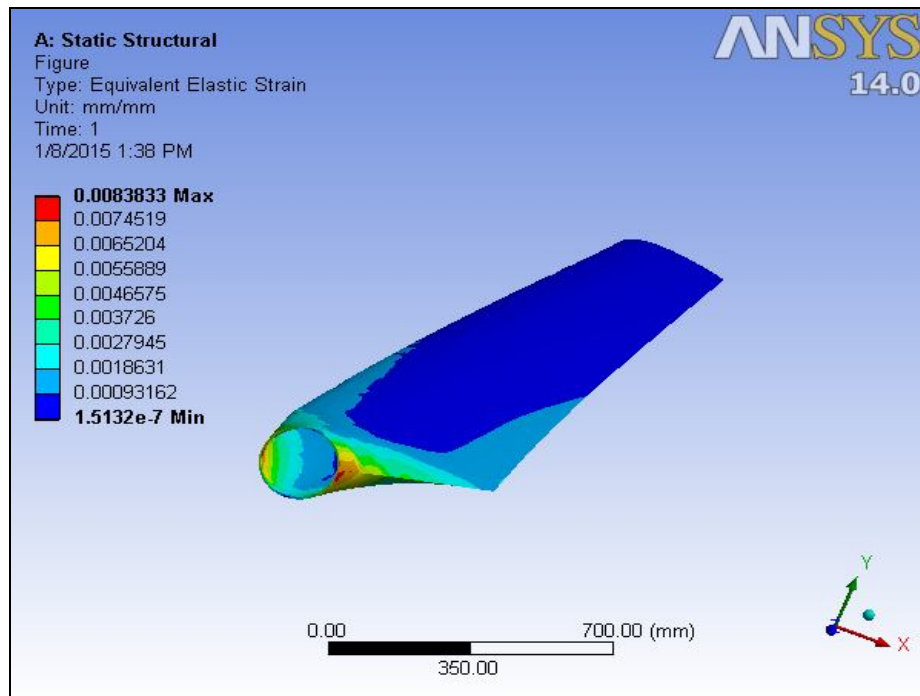 A: Static Structural
Figure
Type: Equivalent Elastic Strain
Unit: mm/mm
Time: 1
1/8/2015 1:38 PM
ANSYS
14.0
0.0083833 Max
0.0074519
0.0065204
0.0055889
0.0046575
0.003726
0.0027945
0.0018631
0.00093162
1.5132e-7 Min
0.00
700.00 (mm)
350.00
Y
X